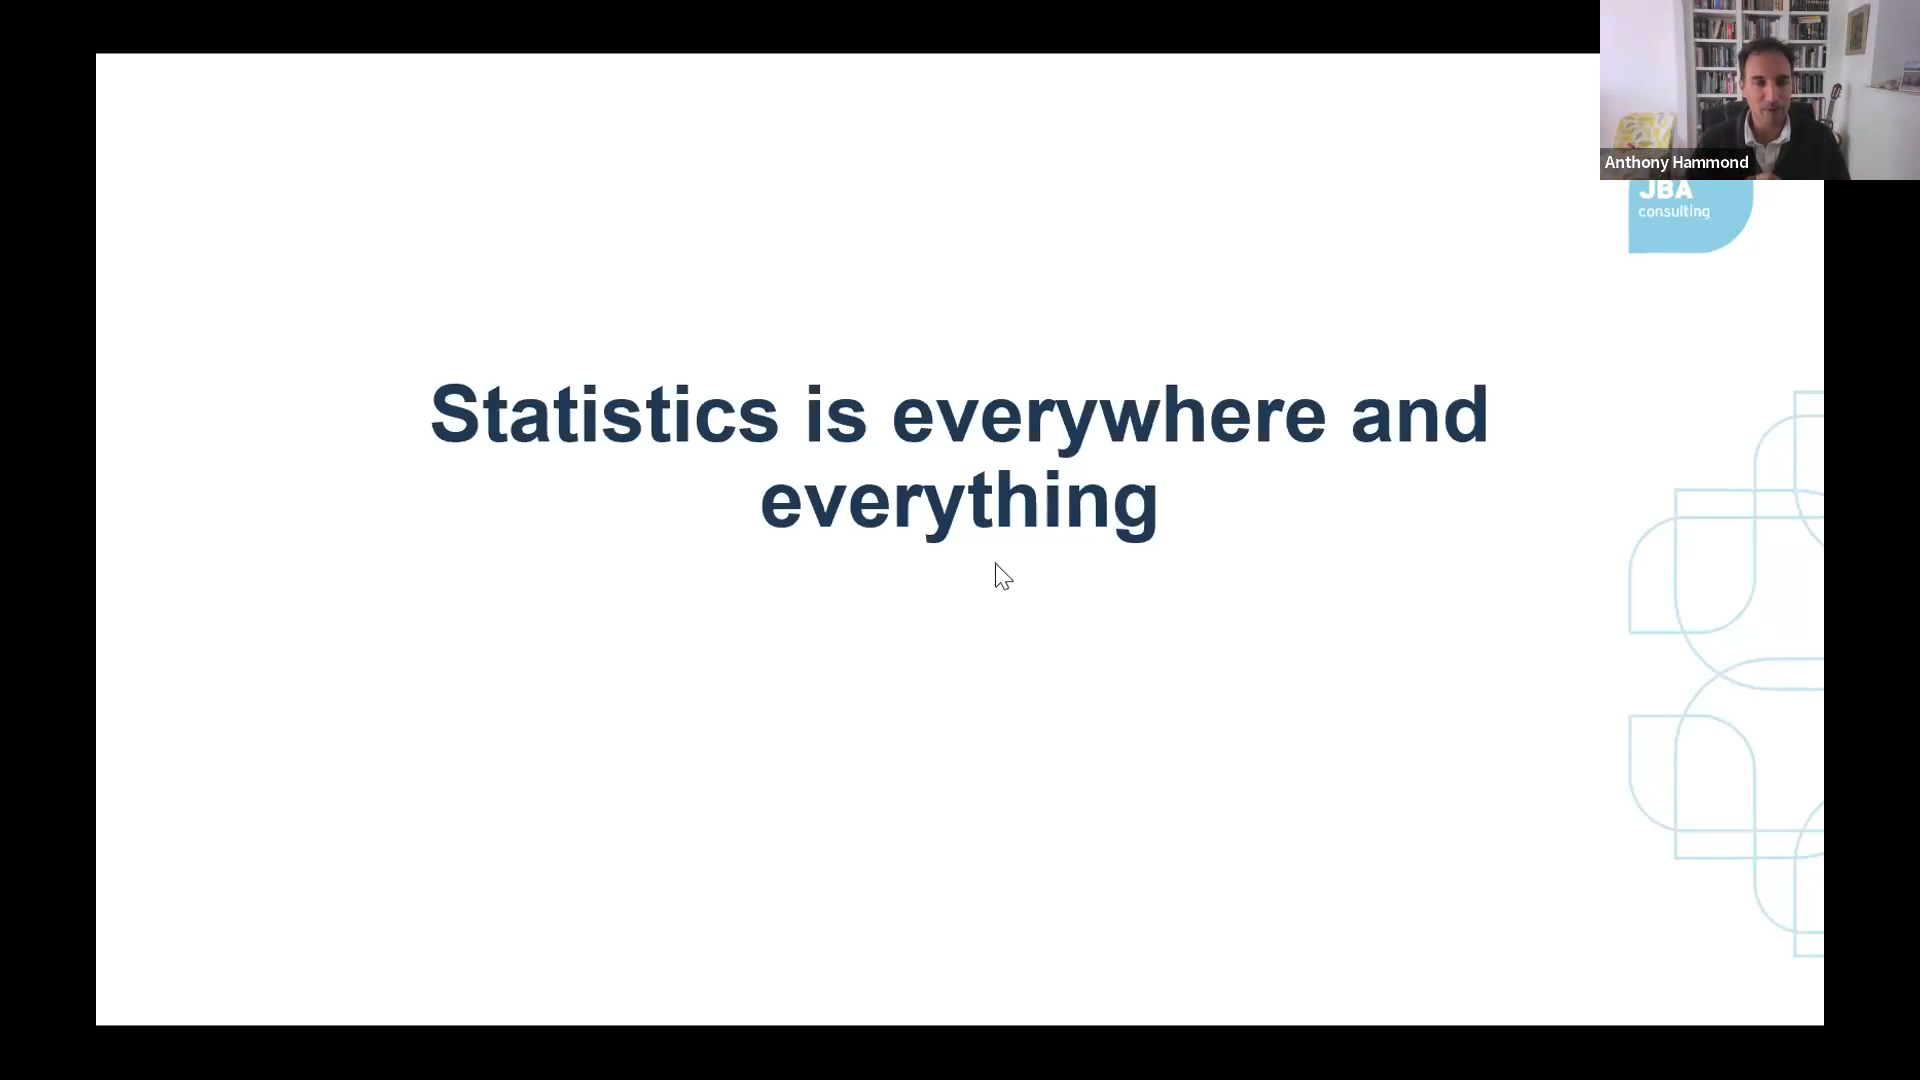 Anthony Hammond
JBA
consulting
Statistics is everywhere and
everything